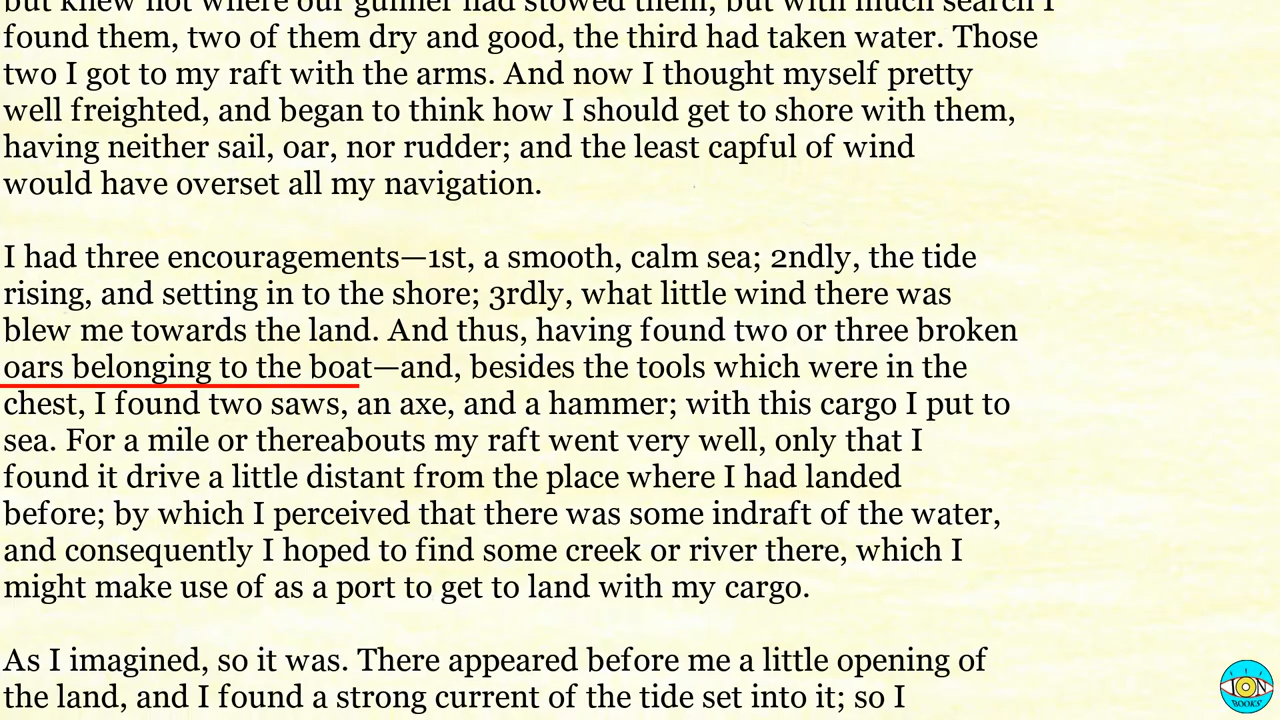 but knew not where our gunner had stowed them; but with much search I
found them, two of them dry and good, the third had taken water. Those
two I got to my raft with the arms. And now I thought myself pretty
well freighted, and began to think how I should get to shore with them,
having neither sail, oar, nor rudder; and the least capful of wind
would have overset all my navigation.

I had three encouragements—1st, a smooth, calm sea; 2ndly, the tide
rising, and setting in to the shore; 3rdly, what little wind there was
blew me towards the land. And thus, having found two or three broken
oars belonging to the boat—and, besides the tools which were in the
chest, I found two saws, an axe, and a hammer; with this cargo I put to
sea. For a mile or thereabouts my raft went very well, only that I
found it drive a little distant from the place where I had landed
before; by which I perceived that there was some indraft of the water,
and consequently I hoped to find some creek or river there, which I
might make use of as a port to get to land with my cargo.

As I imagined, so it was. There appeared before me a little opening of
the land, and I found a strong current of the tide set into it; so I
ION
BOOKS